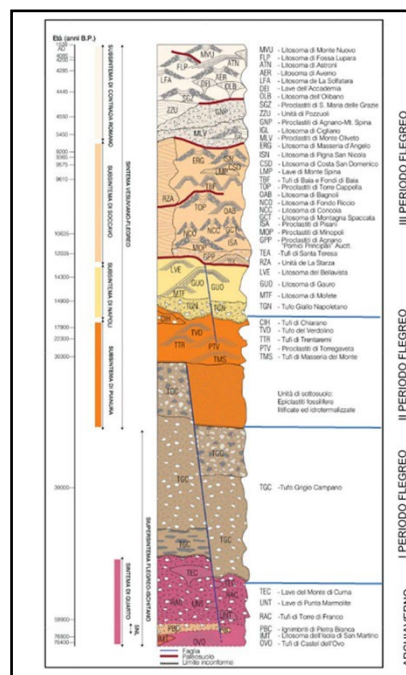 Età (anni B.P.)
MVU - Litosoma di Monte Nuovo
FLP - Litosoma di Fossa Lupara
ATN - Litosoma di Astroni
AER - Litosoma di Averno
LFA - Litosoma de La Solfatara
DEI - Lave dell'Accademia
OLB - Litosoma dell'Olibano
SGZ - Piroclastiti di S. Maria delle Grazie
ZZU - Unità di Pozzuoli
GNP - Piroclastiti di Agnano-Mt. Spina
IGL - Litosoma di Cigliano
MLV - Piroclastiti di Monte Oliveto
ERG - Litosoma di Masseria d'Angelo
ISN - Litosoma di Pigna San Nicola
CSD - Litosoma di Costa San Domenico
LMP - Lave di Monte Spina
TBF - Tufi di Baia e Fondi di Baia
TOP - Piroclastiti di Torre Cappella
OAB - Litosoma di Bagnoli
NCO - Litosoma di Fondo Riccio
NCC - Litosoma di Concola
GCT - Litosoma di Montagna Spaccata
ISA - Piroclastiti di Pisani
MOP - Piroclastiti di Minopoli
GPP - Piroclastiti di Agnano
"Pomici Principali" Auctt.
TEA - Tufi di Santa Teresa
RZA - Unità de La Starza
LVE - Litosoma del Bellavista
GUO - Litosoma di Gauro
MTF - Litosoma di Mofete
TGN - Tufo Giallo Napoletano
CIH - Tufi di Chiarano
TVD - Tufo del Verdolino
TTR - Tufi di Trentaremi
PTV - Piroclastiti di Torregaveta
TMS - Tufi di Masseria del Monte
Unità di sottosuolo:
Epiclastiti fossilifere
litificate ed idrotermalizzate
TGC - Tufo Grigio Campano
TEC - Lave del Monte di Cuma
UNT - Lave di Punta Marmolite
RAC - Tufi di Torre di Franco
PBC - Ignimbriti di Pietra Bianca
IMT - Litosoma dell'Isola di San Martino
OVO - Tufi di Castel dell'Ovo
III PERIODO FLEGREO
II PERIODO FLEGREO
I PERIODO FLEGREO
SUBSINTEMA DI CONTRADA ROMANO
SUBSINTEMA DI SOCCAVO
SUBSINTEMA DI NAPOLI
SUBSINTEMA DI PIANURA
SINTEMA VESUVIANO-FLEGREO
SUPERSINTEMA FLEGREO-ISCHITANO
SINTEMA DI QUARTO
39000
Faglia
Paleosuolo
Limite inconforme